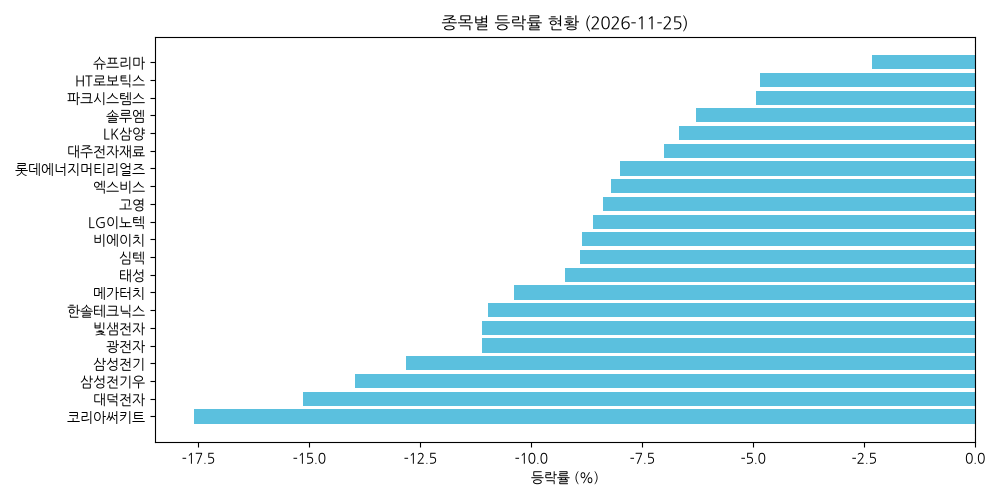 종목별 등락률 현황 (2026-11-25)
슈프리마
HT로보틱스
파크시스템스
솔루엠
LK삼양
대주전자재료
롯데에너지머티리얼즈
엑스비스
고영
LG이노텍
비에이치
심텍
태성
메가터치
한솔테크닉스
빛샘전자
광전자
삼성전기
삼성전기우
대덕전자
코리아써키트
-17.5 -15.0 -12.5 -10.0 -7.5 -5.0 -2.5 0.0
등락률 (%)